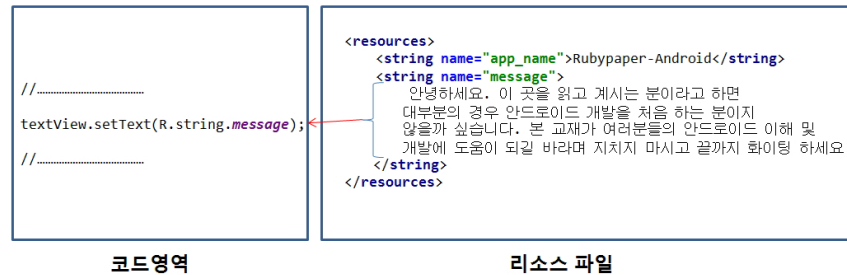 //……………………………
textView.setText(R.string.message);
//……………………………
<resources>
<string name="app_name">Rubypaper-Android</string>
<string name="message">
안녕하세요. 이 곳을 읽고 계시는 분이라고 하면
대부분의 경우 안드로이드 개발을 처음 하는 분이지
않을까 싶습니다. 본 교재가 여러분들의 안드로이드 이해 및
개발에 도움이 되길 바라며 지치지 마시고 끝까지 화이팅 하세요
</string>
</resources>
코드영역
리소스 파일